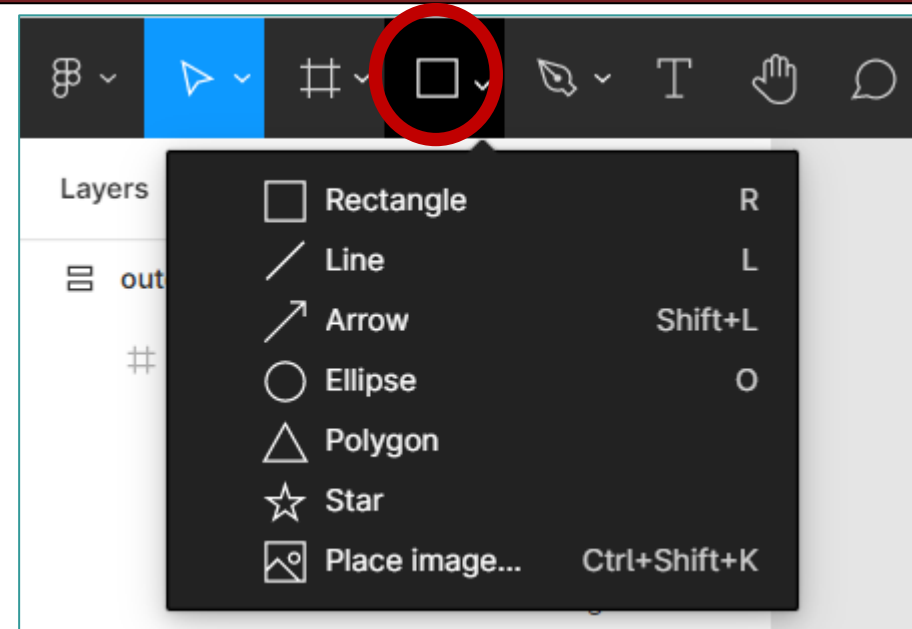 Layers
Rectangle R
out
Line L
Arrow Shift+L
Ellipse O
Polygon
Star
Place image... Ctrl+Shift+K